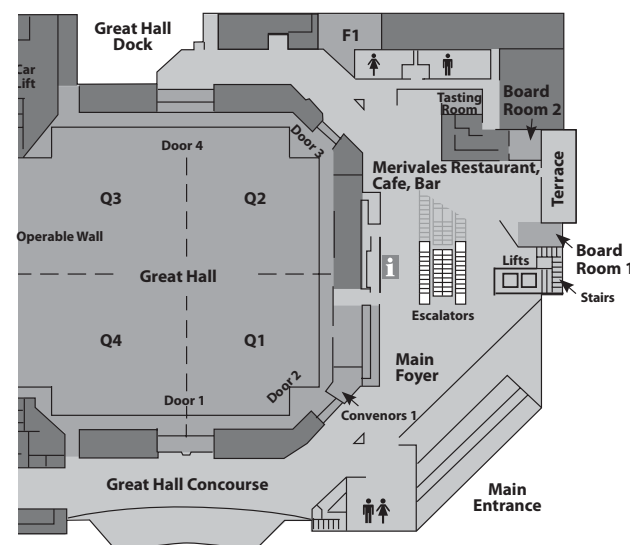 Great Hall
Dock
F1
Car
Lift
Tasting
Room
Board
Room 2
Door 4
Door 3
Merivales Restaurant,
Cafe, Bar
Terrace
Q3
Q2
Operable Wall
Great Hall
i
Lifts
Board
Room 1
Stairs
Escalators
Q4
Q1
Main
Foyer
Door 2
Door 1
Convenors 1
Great Hall Concourse
Main
Entrance